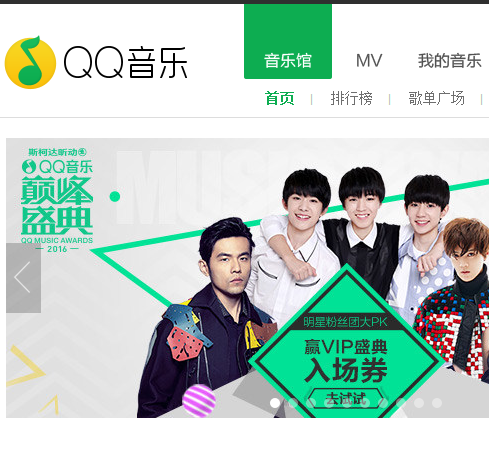 QQ音乐
音乐馆
MV
我的音乐
首页
排行榜
歌单广场
斯柯达昕动
QQ音乐
巅峰
盛典
QQ MUSIC AWARDS
2016
明星粉丝团大PK
赢VIP盛典
入场券
去试试